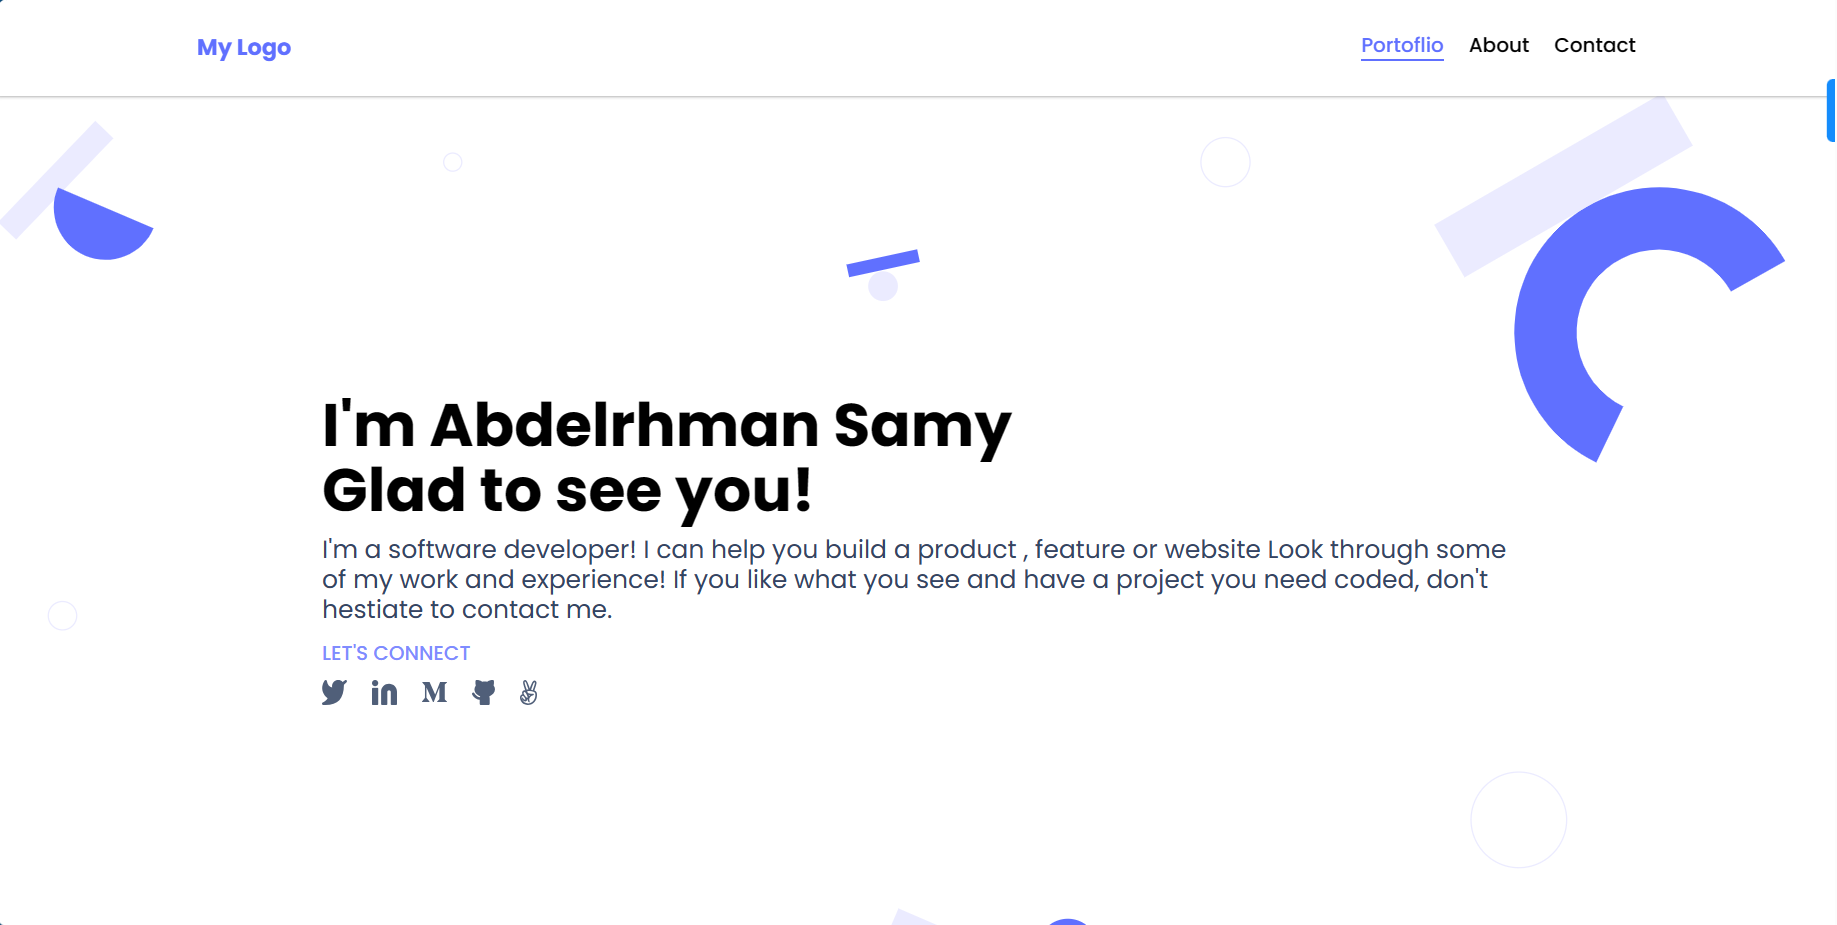 My Logo
Portoflio About Contact
I'm Abdelrhman Samy
Glad to see you!
I'm a software developer! I can help you build a product , feature or website Look through some
of my work and experience! If you like what you see and have a project you need coded, don't
hestiate to contact me.
LET'S CONNECT